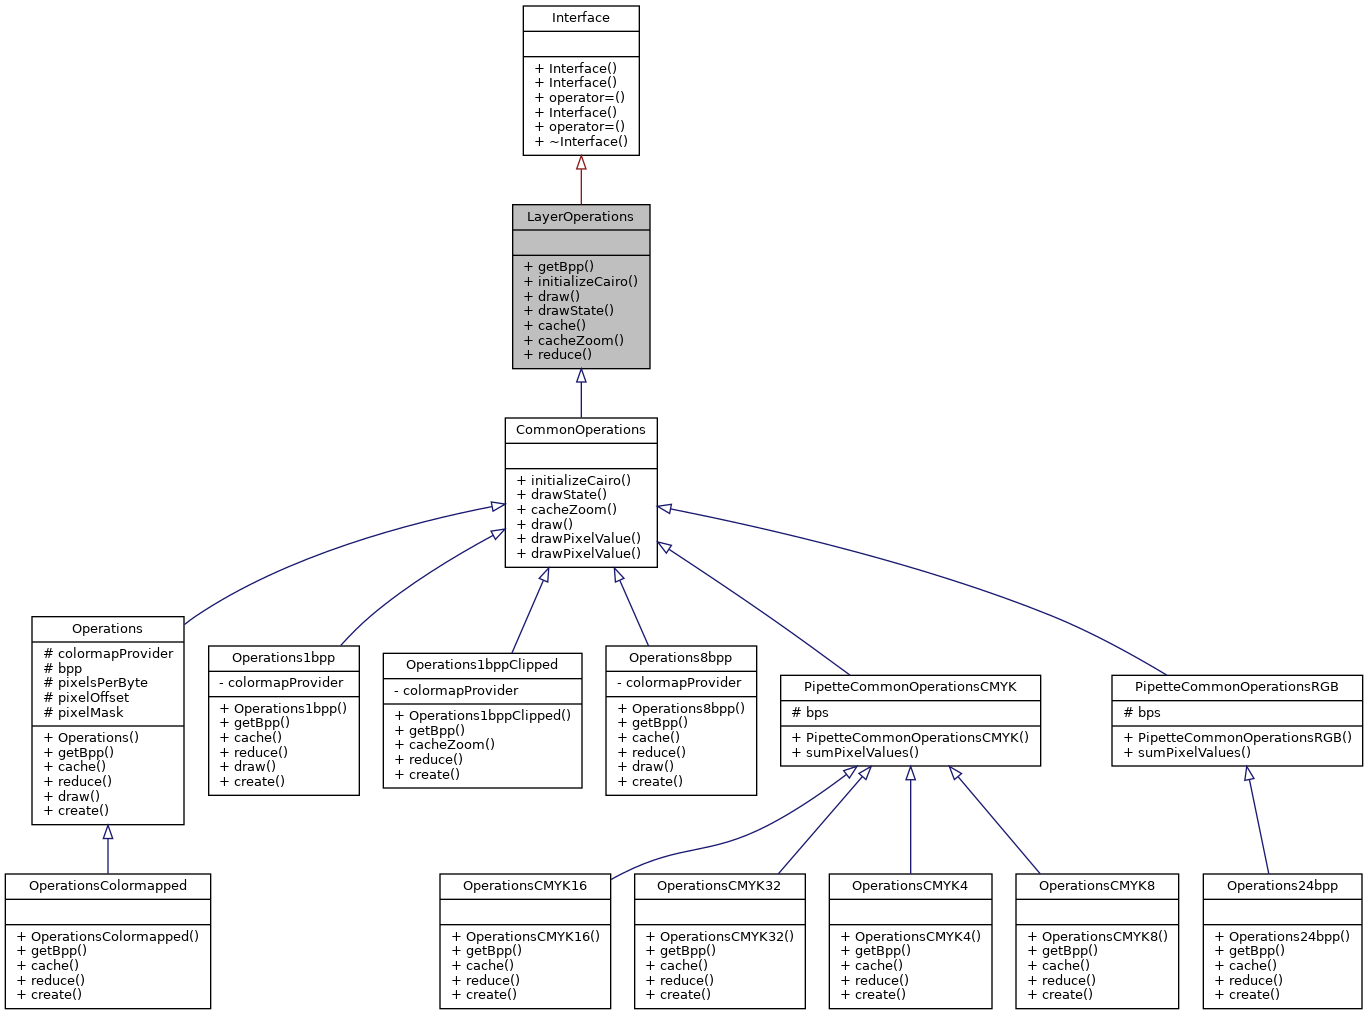 Interface
+ Interface()
+ Interface()
+ operator=()
+ Interface()
+ operator=()
+ ~Interface()
LayerOperations
+ getBpp()
+ initializeCairo()
+ draw()
+ drawState()
+ cache()
+ cacheZoom()
+ reduce()
CommonOperations
+ initializeCairo()
+ drawState()
+ cacheZoom()
+ draw()
+ drawPixelValue()
+ drawPixelValue()
Operations
# colormapProvider
# bpp
# pixelsPerByte
# pixelOffset
# pixelMask
+ Operations()
+ getBpp()
+ cache()
+ reduce()
+ draw()
+ create()
Operations1bpp
- colormapProvider
+ Operations1bpp()
+ getBpp()
+ cache()
+ reduce()
+ draw()
+ create()
Operations1bppClipped
- colormapProvider
+ Operations1bppClipped()
+ getBpp()
+ cacheZoom()
+ reduce()
+ create()
Operations8bpp
- colormapProvider
+ Operations8bpp()
+ getBpp()
+ cache()
+ reduce()
+ draw()
+ create()
PipetteCommonOperationsCMYK
# bps
+ PipetteCommonOperationsCMYK()
+ sumPixelValues()
PipetteCommonOperationsRGB
# bps
+ PipetteCommonOperationsRGB()
+ sumPixelValues()
OperationsColormapped
+ OperationsColormapped()
+ getBpp()
+ cache()
+ reduce()
+ create()
OperationsCMYK16
+ OperationsCMYK16()
+ getBpp()
+ cache()
+ reduce()
+ create()
OperationsCMYK32
+ OperationsCMYK32()
+ getBpp()
+ cache()
+ reduce()
+ create()
OperationsCMYK4
+ OperationsCMYK4()
+ getBpp()
+ cache()
+ reduce()
+ create()
OperationsCMYK8
+ OperationsCMYK8()
+ getBpp()
+ cache()
+ reduce()
+ create()
Operations24bpp
+ Operations24bpp()
+ getBpp()
+ cache()
+ reduce()
+ create()